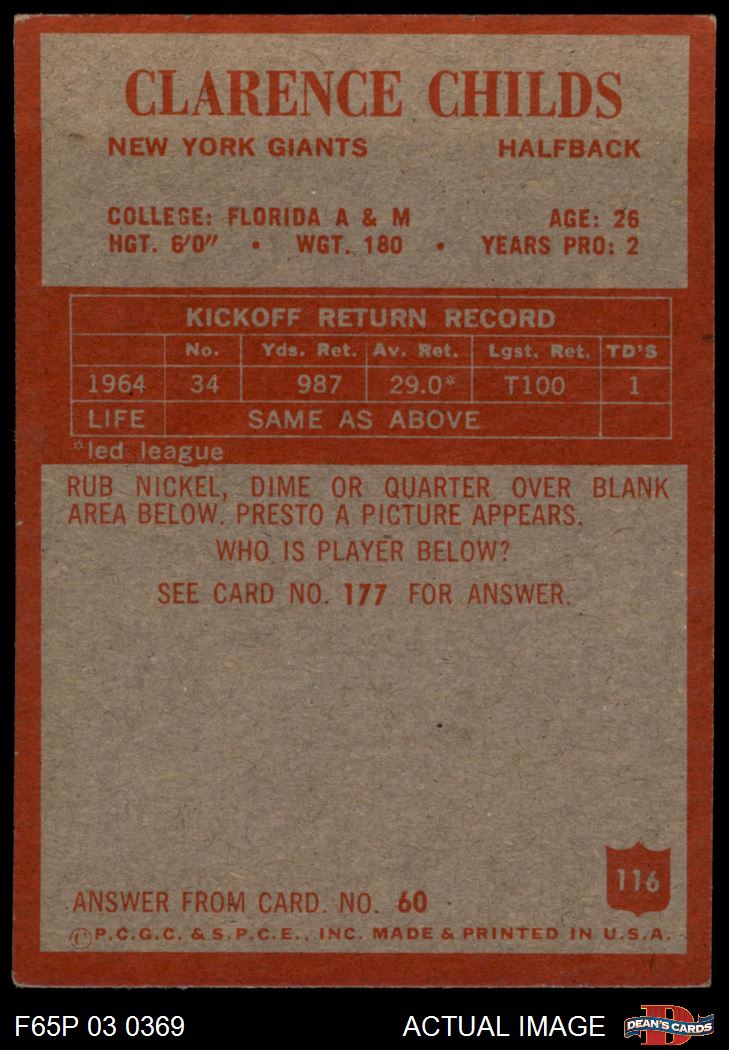 CLARENCE CHILDS
NEW YORK GIANTS HALFBACK
COLLEGE: FLORIDA A & M AGE: 26
HGT. 6'0" • WGT. 180 • YEARS PRO: 2
KICKOFF RETURN RECORD
No. Yds. Ret. Av. Ret. Lgst. Ret. TD'S
1964 34 987 29.0* T100 1
LIFE SAME AS ABOVE
*led league
RUB NICKEL, DIME OR QUARTER OVER BLANK
AREA BELOW. PRESTO A PICTURE APPEARS.
WHO IS PLAYER BELOW?
SEE CARD NO. 177 FOR ANSWER.
116
ANSWER FROM CARD. NO. 60
©P.C.G.C. & S.P.C.E., INC. MADE & PRINTED IN U.S.A.
F65P 03 0369 ACTUAL IMAGE D DEAN'S CARDS